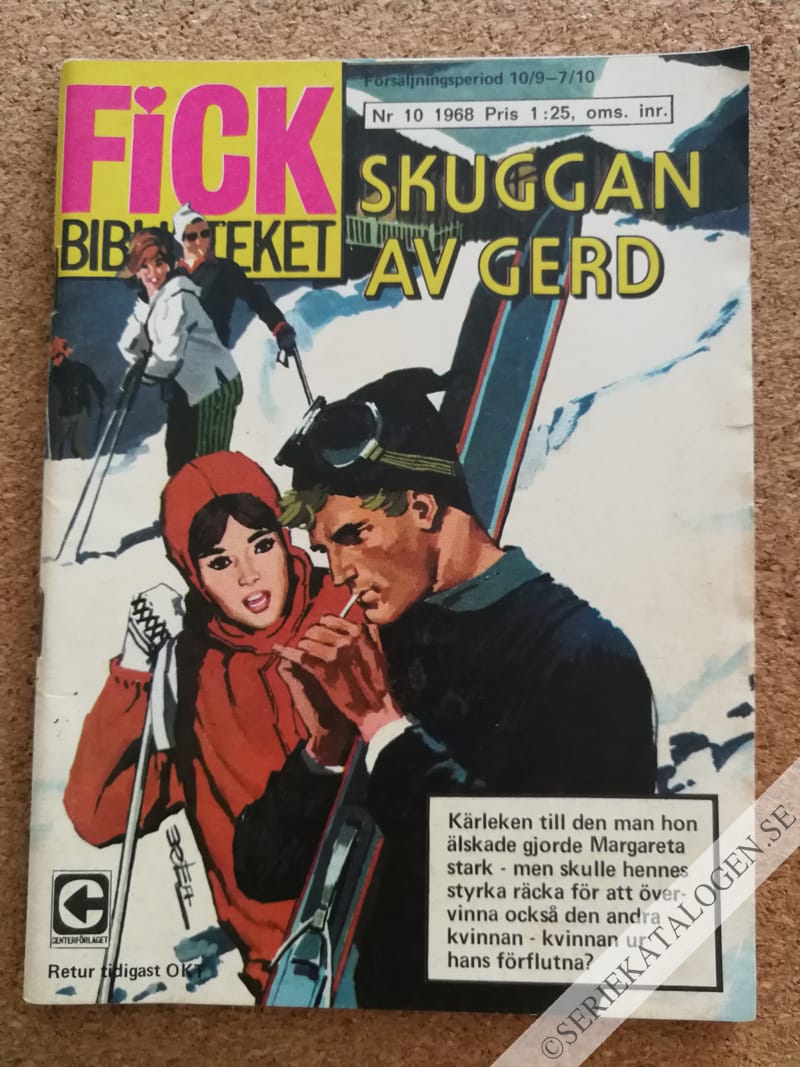 Försäljningsperiod 10/9–7/10
Nr 10 1968 Pris 1:25, oms. inr.
FiCK
BIBLIOTEKET
SKUGGAN
AV GERD
Kärleken till den man hon
älskade gjorde Margareta
stark - men skulle hennes
styrka räcka för att över-
vinna också den andra
kvinnan - kvinnan ur
hans förflutna?
CENTERFÖRLAGET
Retur tidigast OKT
©SERIEKATALOGEN.SE